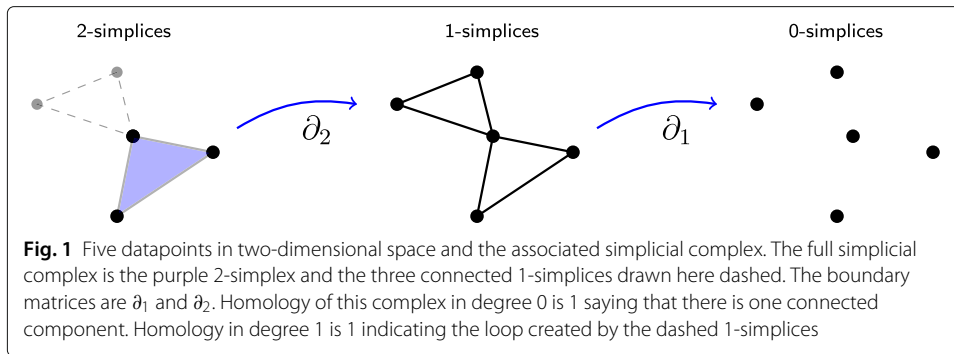 2-simplices 1-simplices 0-simplices
∂₂ ∂₁
Fig. 1 Five datapoints in two-dimensional space and the associated simplicial complex. The full simplicial
complex is the purple 2-simplex and the three connected 1-simplices drawn here dashed. The boundary
matrices are ∂₁ and ∂₂. Homology of this complex in degree 0 is 1 saying that there is one connected
component. Homology in degree 1 is 1 indicating the loop created by the dashed 1-simplices